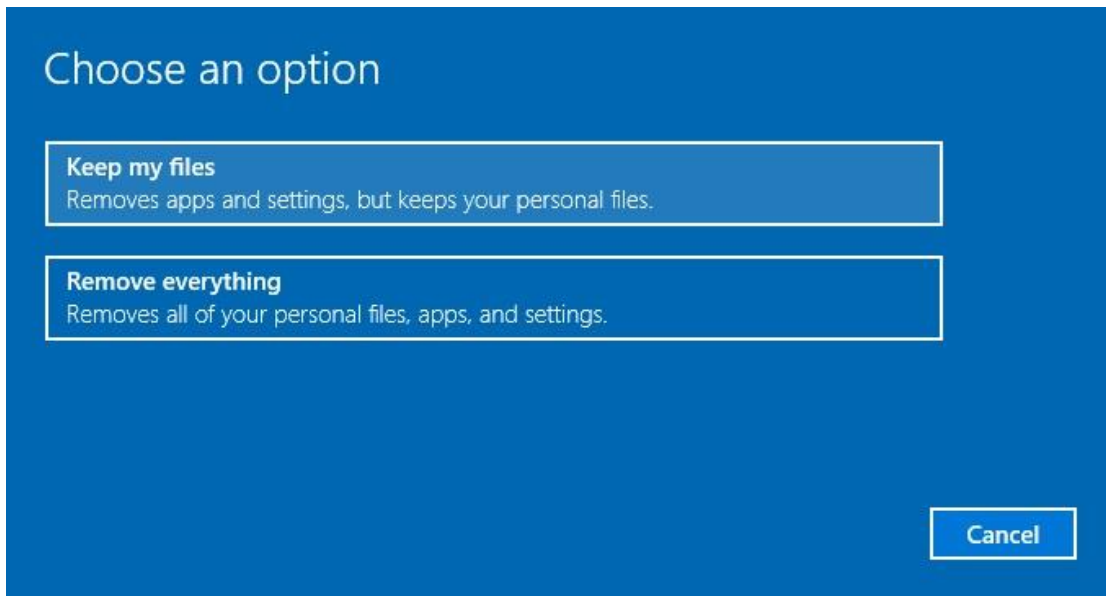 Choose an option
Keep my files
Removes apps and settings, but keeps your personal files.
Remove everything
Removes all of your personal files, apps, and settings.
Cancel